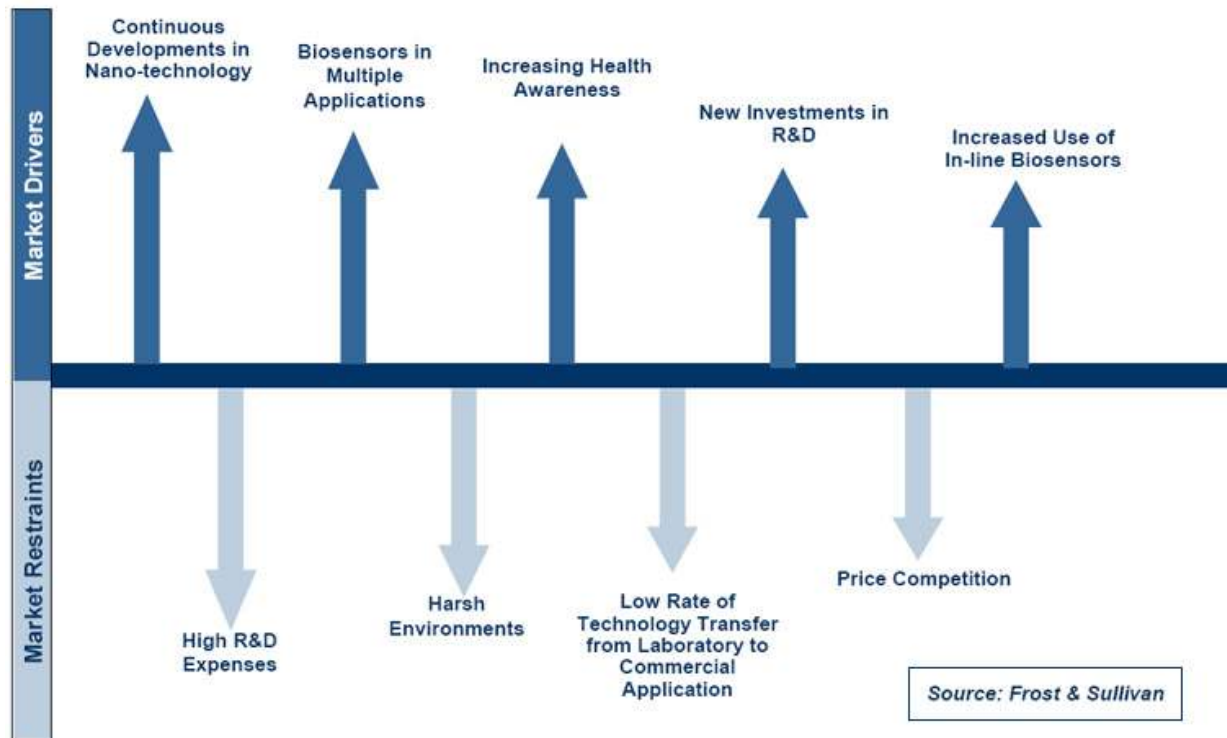 Market Drivers
Continuous
Developments in
Nano-technology
Biosensors in
Multiple
Applications
Increasing Health
Awareness
New Investments in
R&D
Increased Use of
In-line Biosensors
Market Restraints
High R&D
Expenses
Harsh
Environments
Low Rate of
Technology Transfer
from Laboratory to
Commercial
Application
Price Competition
Source: Frost & Sullivan